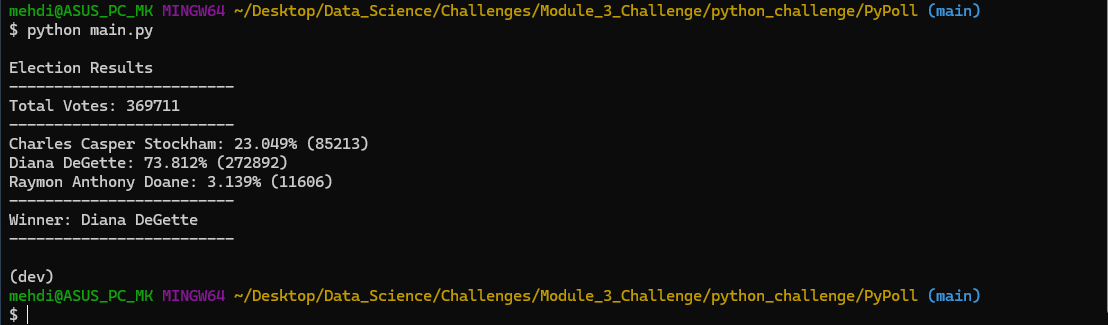 mehdi@ASUS_PC_MK MINGW64 ~/Desktop/Data_Science/Challenges/Module_3_Challenge/python_challenge/PyPoll (main)
$ python main.py
Election Results
-------------------------
Total Votes: 369711
-------------------------
Charles Casper Stockham: 23.049% (85213)
Diana DeGette: 73.812% (272892)
Raymon Anthony Doane: 3.139% (11606)
-------------------------
Winner: Diana DeGette
-------------------------
(dev)
mehdi@ASUS_PC_MK MINGW64 ~/Desktop/Data_Science/Challenges/Module_3_Challenge/python_challenge/PyPoll (main)
$